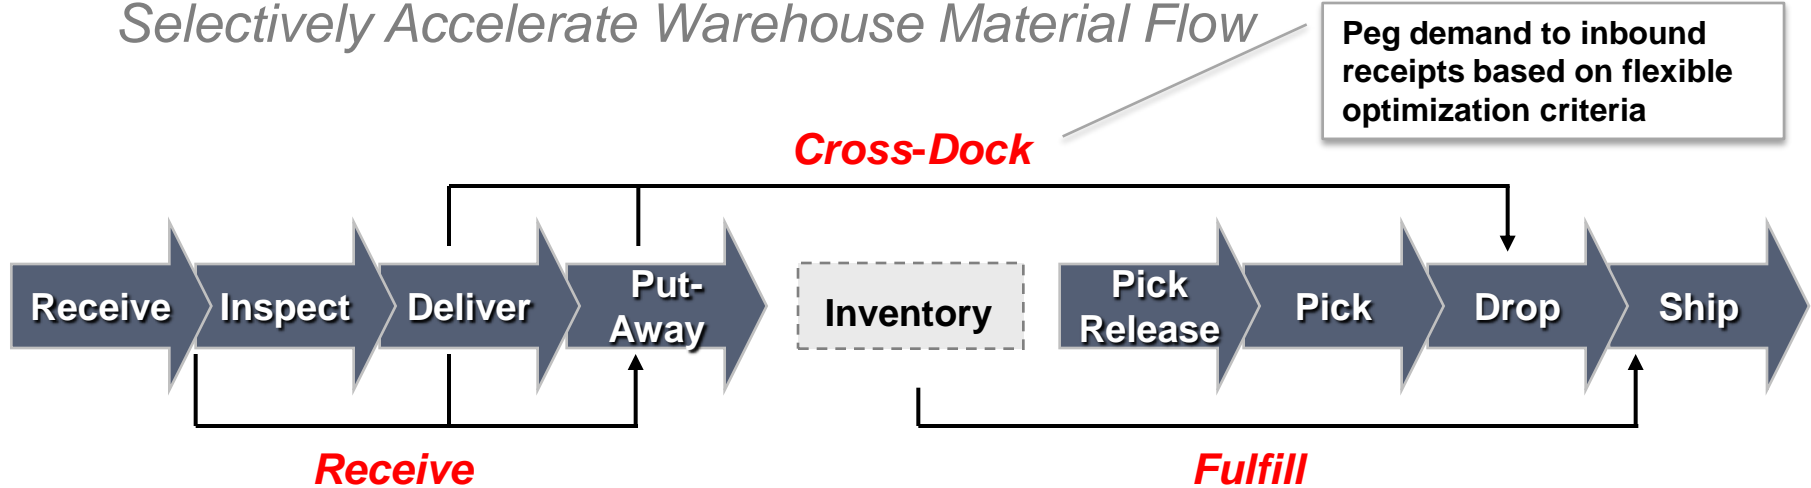 Selectively Accelerate Warehouse Material Flow
Peg demand to inbound
receipts based on flexible
optimization criteria
Cross-Dock
Receive
Inspect
Deliver
Put-
Away
Inventory
Pick
Release
Pick
Drop
Ship
Receive
Fulfill